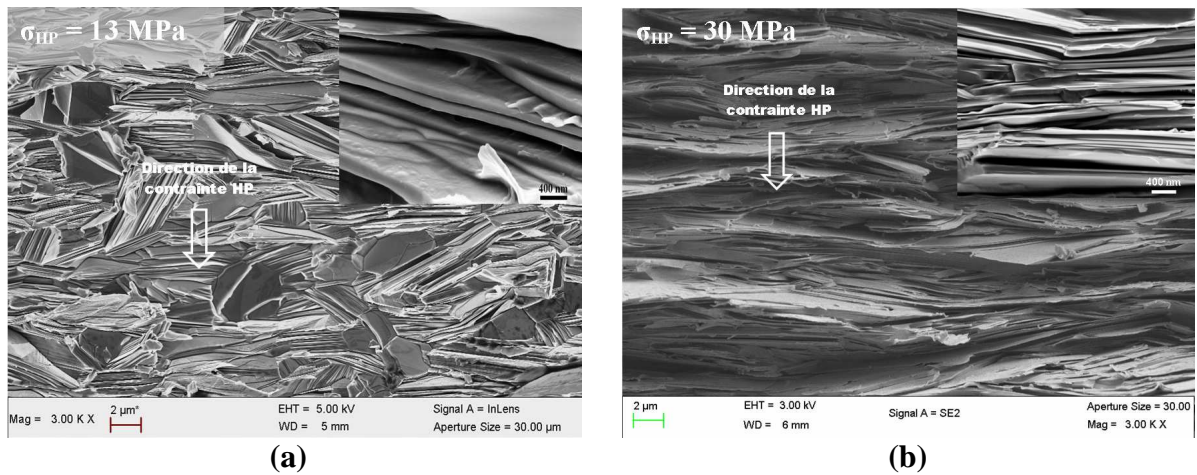 σHP = 13 MPa
Direction de la
contrainte HP
400 nm
Mag = 3.00 K X
2 µm*
EHT = 5.00 kV
WD = 5 mm
Signal A = InLens
Aperture Size = 30.00 µm
(a)
σHP = 30 MPa
Direction de la
contrainte HP
400 nm
2 µm
EHT = 3.00 kV
WD = 6 mm
Signal A = SE2
Aperture Size = 30.00
Mag = 3.00 K X
(b)